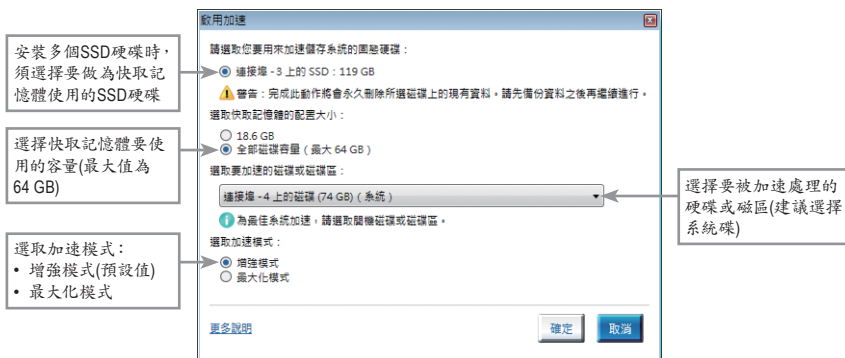 啟用加速
請選取您要用來加速儲存系統的固態硬碟：
連接埠 - 3 上的 SSD：119 GB
警告：完成此動作將會永久刪除所選磁碟上的現有資料。請先備份資料之後再繼續進行。
選取快取記憶體的配置大小：
18.6 GB
全部磁碟容量 ( 最大 64 GB )
選取要加速的磁碟或磁碟區：
連接埠 - 4 上的磁碟 (74 GB) ( 系統 )
為最佳系統加速，請選取開機磁碟或磁碟區。
選取加速模式：
增強模式
最大化模式
更多說明
確定
取消
安裝多個SSD硬碟時，
須選擇要做為快取記
憶體使用的SSD硬碟
選擇快取記憶體要使
用的容量(最大值為
64 GB)
選取加速模式：
• 增強模式(預設值)
• 最大化模式
選擇要被加速處理的
硬碟或磁區(建議選擇
系統碟)